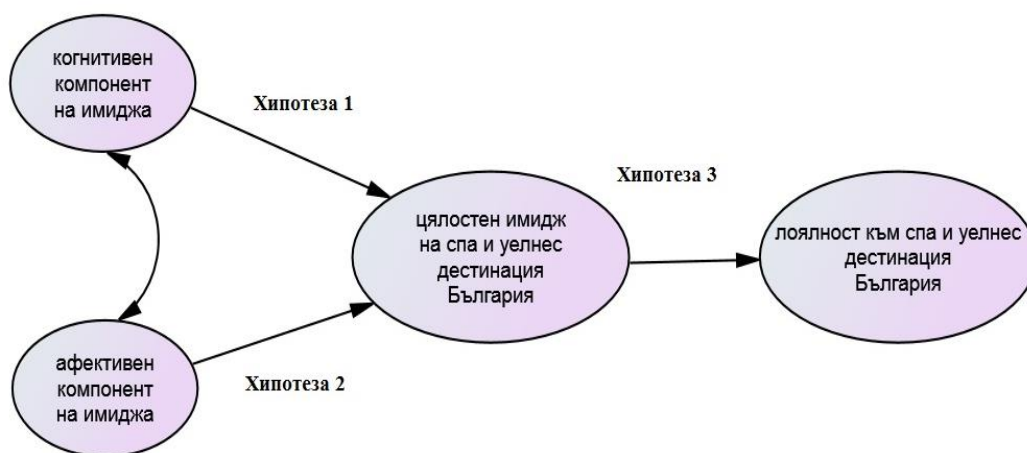 когнитивен
компонент
на имиджа
Хипотеза 1
Хипотеза 3
цялостен имидж
на спа и уелнес
дестинация
България
лоялност към спа и уелнес
дестинация
България
афективен
компонент
на имиджа
Хипотеза 2